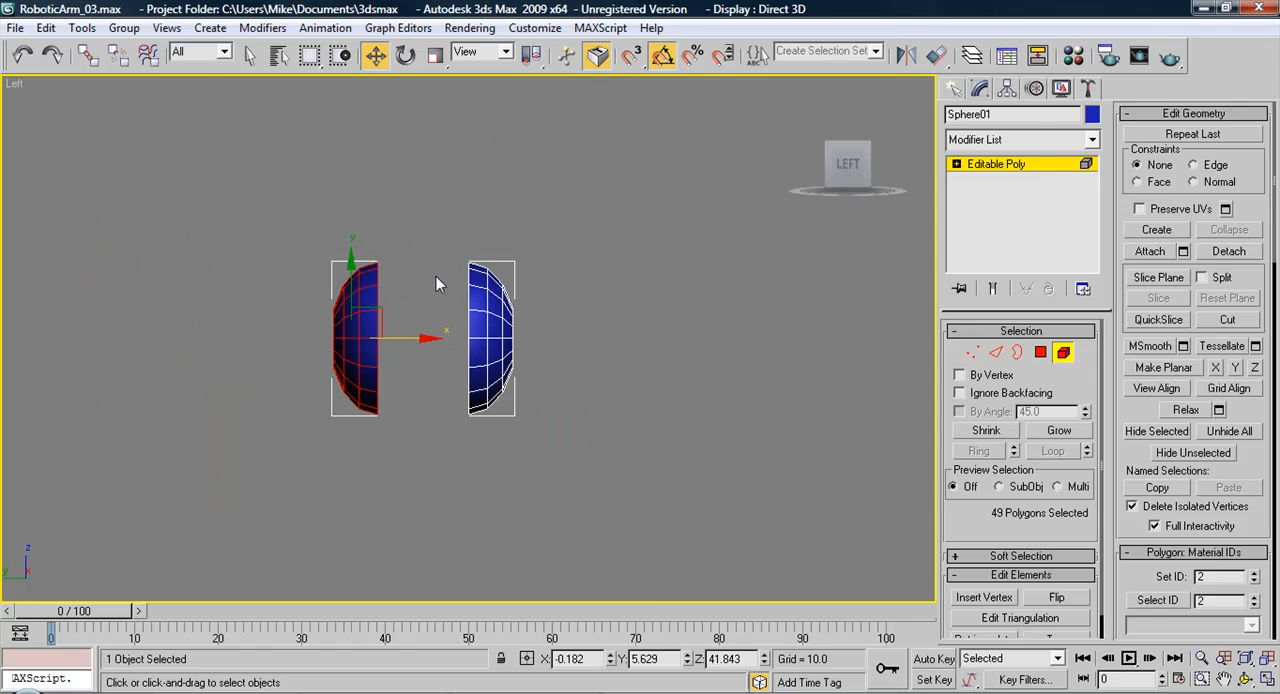 RoboticArm_03.max - Project Folder: C:\Users\Mike\Documents\3dsmax - Autodesk 3ds Max 2009 x64 - Unregistered Version - Display : Direct 3D
File Edit Tools Group Views Create Modifiers Animation Graph Editors Rendering Customize MAXScript Help
All View 3 % ABC Create Selection Set
Left
LEFT
y
x
z
y x
Sphere01
Modifier List
Editable Poly
Selection
By Vertex
Ignore Backfacing
By Angle: 45.0
Shrink Grow
Ring Loop
Preview Selection
Off SubObj Multi
49 Polygons Selected
Soft Selection
Edit Elements
Insert Vertex Flip
Edit Triangulation
Edit Geometry
Repeat Last
Constraints
None Edge
Face Normal
Preserve UVs
Create Collapse
Attach Detach
Slice Plane Split
Slice Reset Plane
QuickSlice Cut
MSmooth Tessellate
Make Planar X Y Z
View Align Grid Align
Relax
Hide Selected Unhide All
Hide Unselected
Named Selections:
Copy Paste
Delete Isolated Vertices
Full Interactivity
Polygon: Material IDs
Set ID: 2
Select ID 2
0 / 100
0 10 20 30 40 50 60 70 80 90 100
1 Object Selected X: -0.182 Y: 5.629 Z: 41.843 Grid = 10.0 Auto Key Selected
AXScript. Click or click-and-drag to select objects Add Time Tag Set Key Key Filters... 0